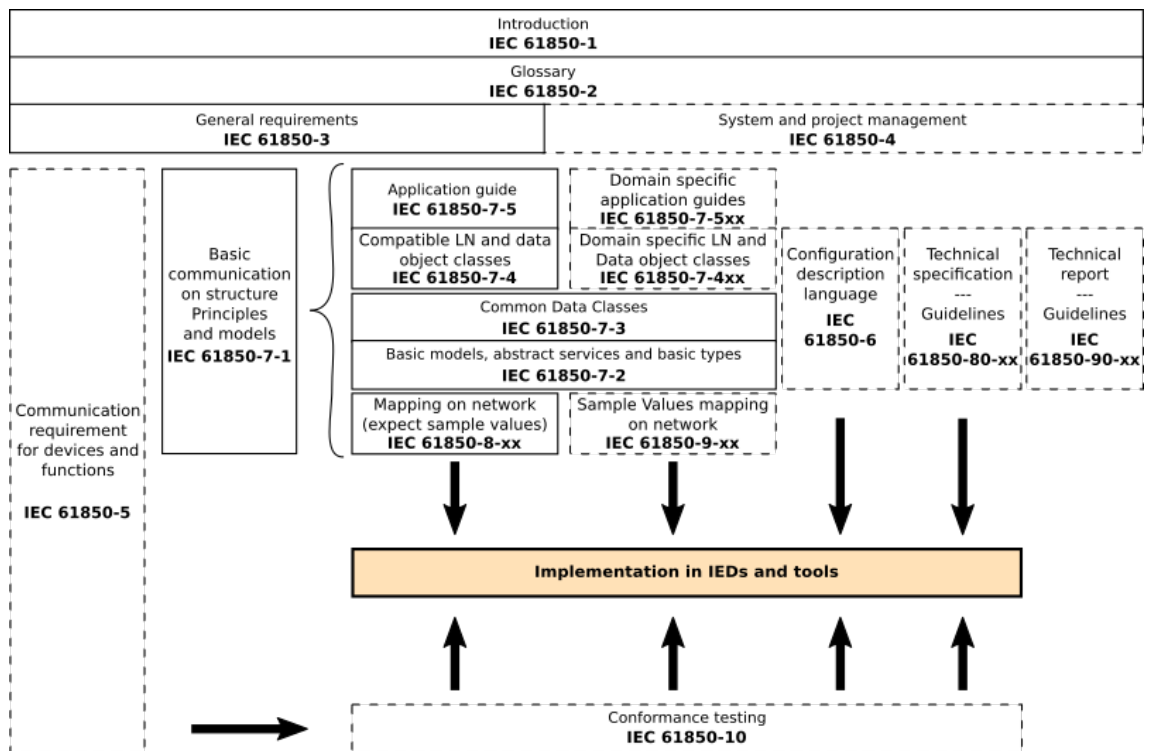 Introduction
IEC 61850-1
Glossary
IEC 61850-2
General requirements
IEC 61850-3
System and project management
IEC 61850-4
Communication
requirement
for devices and
functions
IEC 61850-5
Basic
communication
on structure
Principles
and models
IEC 61850-7-1
Application guide
IEC 61850-7-5
Domain specific
application guides
IEC 61850-7-5xx
Compatible LN and data
object classes
IEC 61850-7-4
Domain specific LN and
Data object classes
IEC 61850-7-4xx
Common Data Classes
IEC 61850-7-3
Basic models, abstract services and basic types
IEC 61850-7-2
Mapping on network
(expect sample values)
IEC 61850-8-xx
Sample Values mapping
on network
IEC 61850-9-xx
Configuration
description
language
IEC
61850-6
Technical
specification
---
Guidelines
IEC
61850-80-xx
Technical
report
---
Guidelines
IEC
61850-90-xx
Implementation in IEDs and tools
Conformance testing
IEC 61850-10